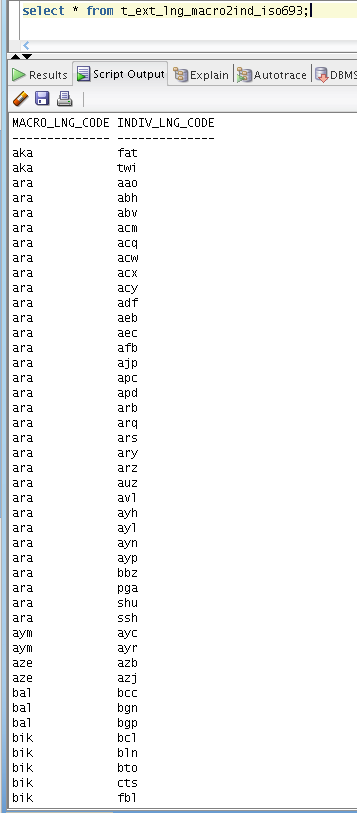 select * from t_ext_lng_macro2ind_iso693;
Results Script Output Explain Autotrace DBMS
MACRO_LNG_CODE INDIV_LNG_CODE
-------------- --------------
aka fat
aka twi
ara aao
ara abh
ara abv
ara acm
ara acq
ara acw
ara acx
ara acy
ara adf
ara aeb
ara aec
ara afb
ara ajp
ara apc
ara apd
ara arb
ara arq
ara ars
ara ary
ara arz
ara auz
ara avl
ara ayh
ara ayl
ara ayn
ara ayp
ara bbz
ara pga
ara shu
ara ssh
aym ayc
aym ayr
aze azb
aze azj
bal bcc
bal bgn
bal bgp
bik bcl
bik bln
bik bto
bik cts
bik fbl